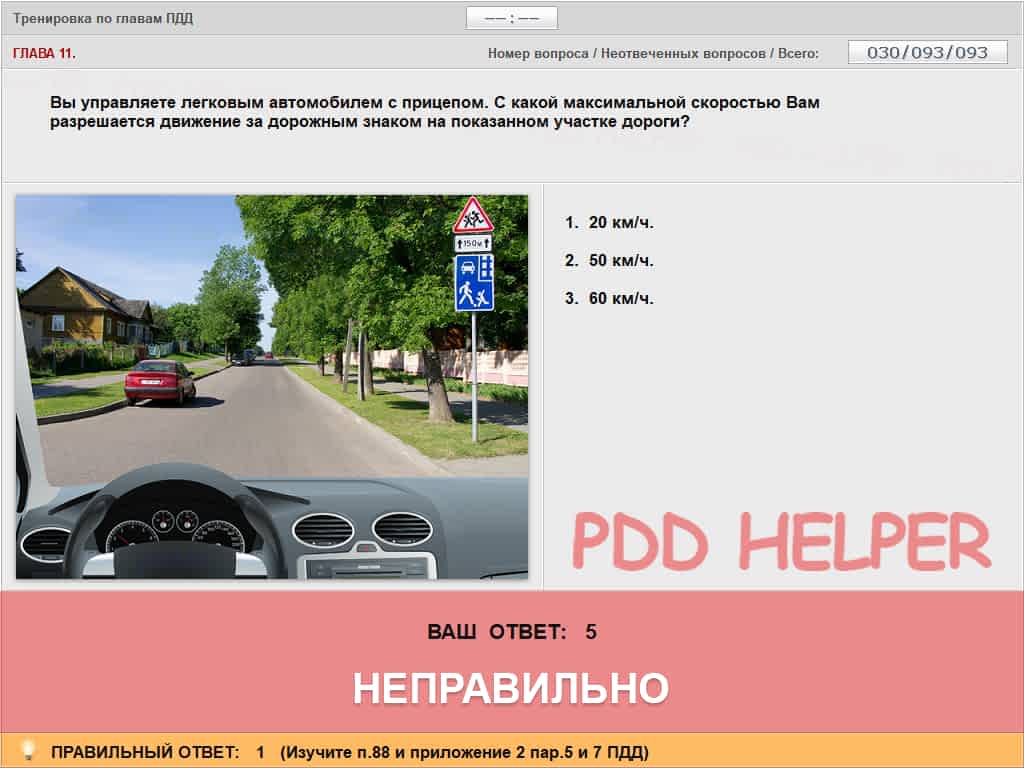 Тренировка по главам ПДД
—— : ——
ГЛАВА 11.
Номер вопроса / Неотвеченных вопросов / Всего:
030/093/093
Вы управляете легковым автомобилем с прицепом. С какой максимальной скоростью Вам
разрешается движение за дорожным знаком на показанном участке дороги?
150м
1. 20 км/ч.
2. 50 км/ч.
3. 60 км/ч.
PDD HELPER
ВАШ ОТВЕТ: 5
НЕПРАВИЛЬНО
ПРАВИЛЬНЫЙ ОТВЕТ: 1 (Изучите п.88 и приложение 2 пар.5 и 7 ПДД)